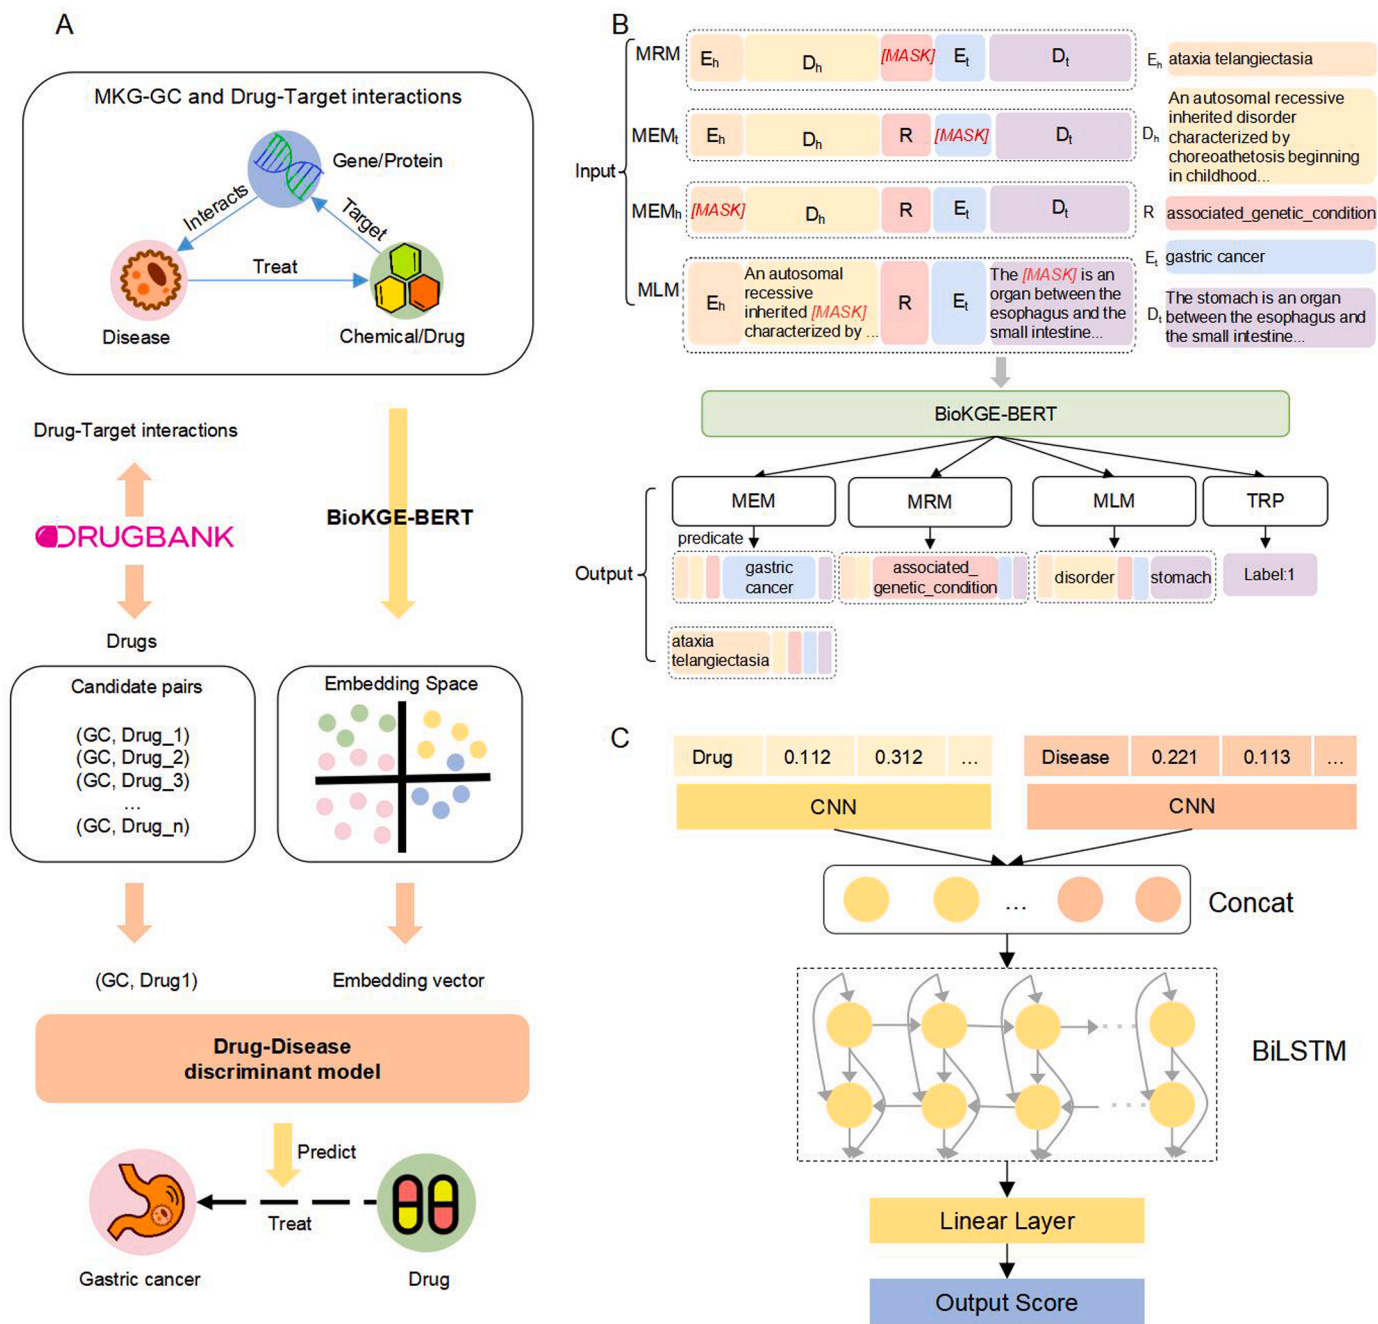 A
MKG-GC and Drug-Target interactions
Gene/Protein
Interacts
Target
Treat
Disease
Chemical/Drug
Drug-Target interactions
DRUGBANK
BioKGE-BERT
Drugs
Candidate pairs
(GC, Drug_1)
(GC, Drug_2)
(GC, Drug_3)
...
(GC, Drug_n)
Embedding Space
(GC, Drug1)
Embedding vector
Drug-Disease
discriminant model
Predict
Treat
Gastric cancer
Drug
B
Input
MRM
Eh Dh [MASK] Et Dt
MEMt
Eh Dh R [MASK] Dt
MEMh
[MASK] Dh R Et Dt
MLM
Eh
An autosomal
recessive
inherited [MASK]
characterized by ...
R
Et
The [MASK] is an
organ between the
esophagus and the
small intestine...
Eh ataxia telangiectasia
Dh
An autosomal recessive
inherited disorder
characterized by
choreoathetosis beginning
in childhood...
R associated_genetic_condition
Et gastric cancer
Dt
The stomach is an organ
between the esophagus and
the small intestine...
BioKGE-BERT
MEM MRM MLM TRP
predicate
Output
gastric
cancer
associated_
genetic_condition
disorder stomach
Label:1
ataxia
telangiectasia
C
Drug 0.112 0.312 ...
Disease 0.221 0.113 ...
CNN
CNN
...
Concat
BiLSTM
Linear Layer
Output Score